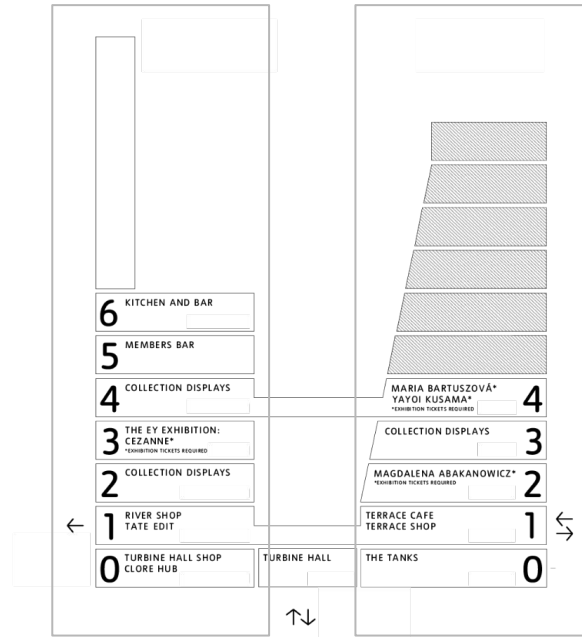 6 KITCHEN AND BAR
5 MEMBERS BAR
4 COLLECTION DISPLAYS
3 THE EY EXHIBITION:
CEZANNE*
*EXHIBITION TICKETS REQUIRED
2 COLLECTION DISPLAYS
1 RIVER SHOP
TATE EDIT
0 TURBINE HALL SHOP
CLORE HUB
TURBINE HALL
MARIA BARTUSZOVÁ* 4
YAYOI KUSAMA*
*EXHIBITION TICKETS REQUIRED
COLLECTION DISPLAYS 3
MAGDALENA ABAKANOWICZ* 2
*EXHIBITION TICKETS REQUIRED
TERRACE CAFE 1
TERRACE SHOP
THE TANKS 0